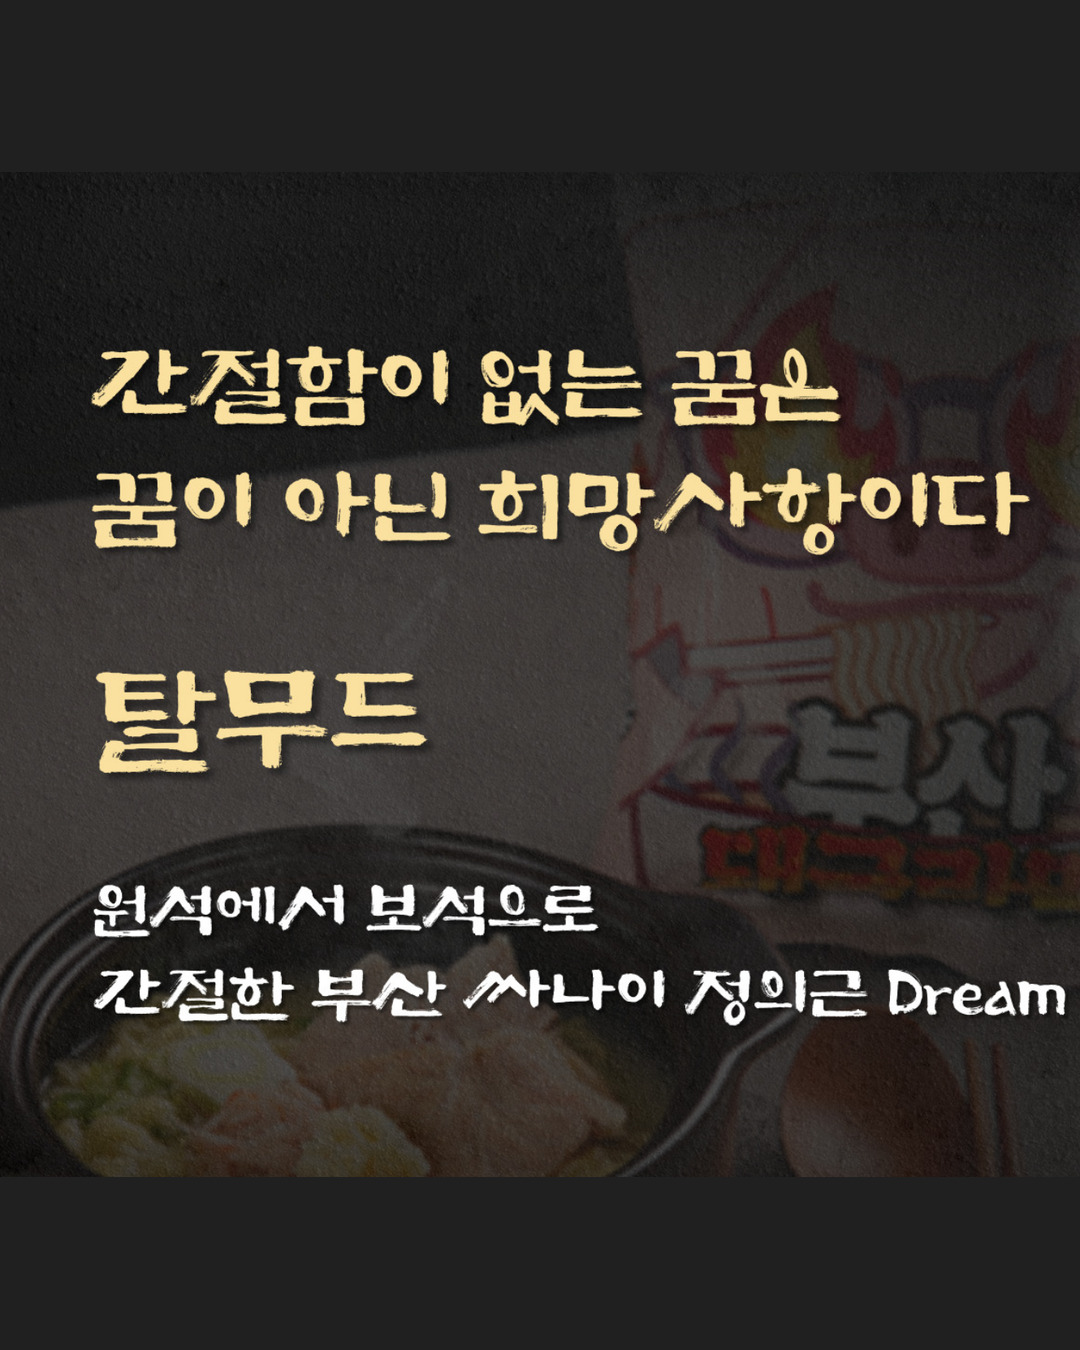 간절함이 없는 꿈은
꿈이 아닌 희망사항이다
탈무드
부산
원석에서 보석으로
간절한 부산 싸나이 정의근 Dream